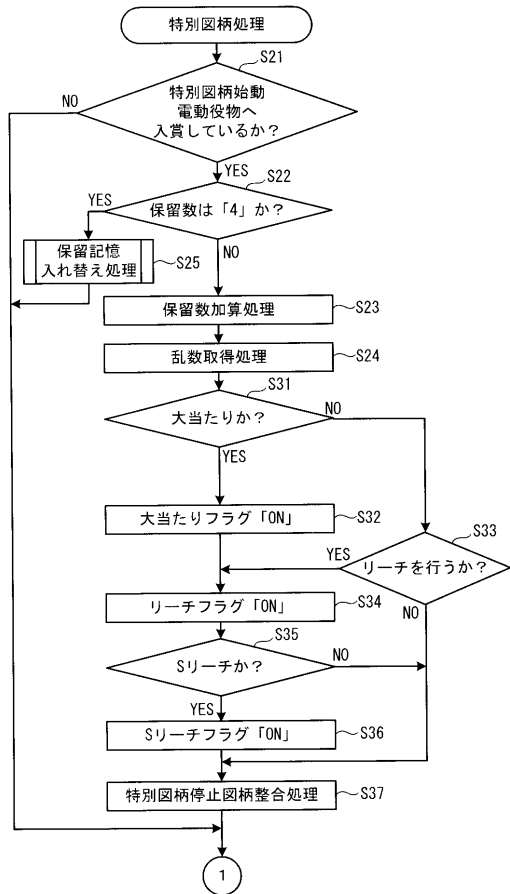 特別図柄処理
S21
特別図柄始動
電動役物へ
入賞しているか?
NO
YES
S22
保留数は「4」か?
YES
NO
保留記憶
入れ替え処理
S25
保留数加算処理
S23
乱数取得処理
S24
S31
大当たりか?
NO
YES
大当たりフラグ「ON」
S32
S33
リーチを行うか?
YES
NO
リーチフラグ「ON」
S34
S35
Sリーチか?
NO
YES
Sリーチフラグ「ON」
S36
特別図柄停止図柄整合処理
S37
1